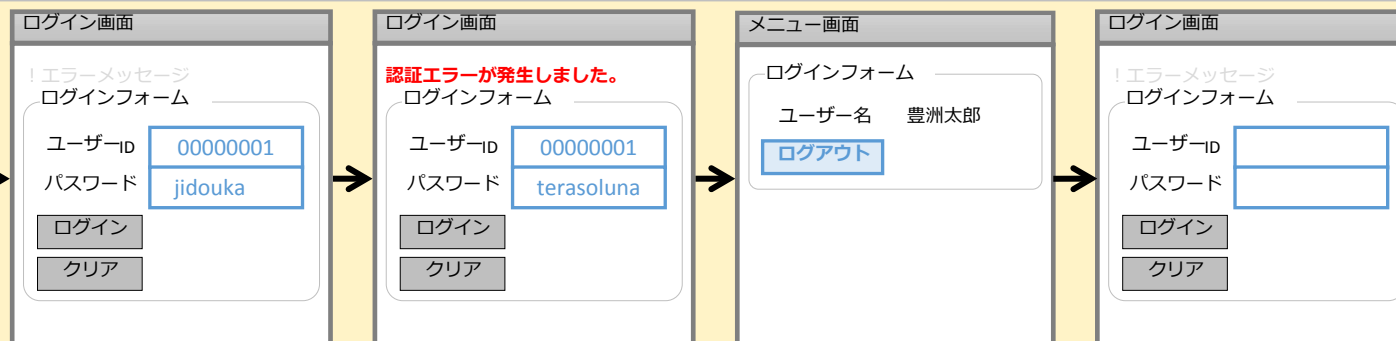 ログイン画面
!エラーメッセージ
ログインフォーム
ユーザーID 00000001
パスワード jidouka
ログイン
クリア
ログイン画面
認証エラーが発生しました。
ログインフォーム
ユーザーID 00000001
パスワード terasoluna
ログイン
クリア
メニュー画面
ログインフォーム
ユーザー名 豊洲太郎
ログアウト
ログイン画面
!エラーメッセージ
ログインフォーム
ユーザーID
パスワード
ログイン
クリア